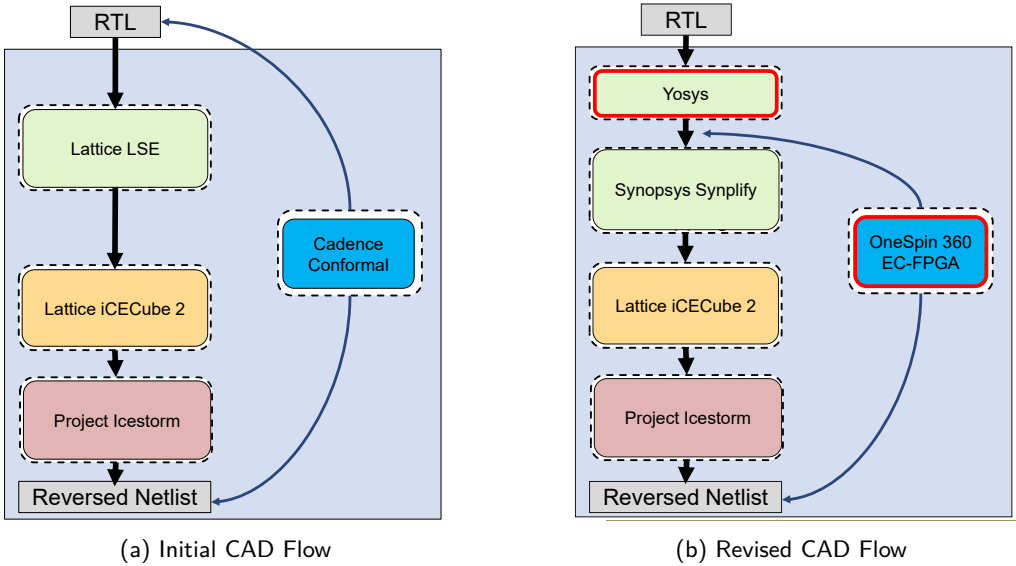 RTL
Lattice LSE
Cadence
Conformal
Lattice iCECube 2
Project Icestorm
Reversed Netlist
(a) Initial CAD Flow
RTL
Yosys
Synopsys Synplify
OneSpin 360
EC-FPGA
Lattice iCECube 2
Project Icestorm
Reversed Netlist
(b) Revised CAD Flow